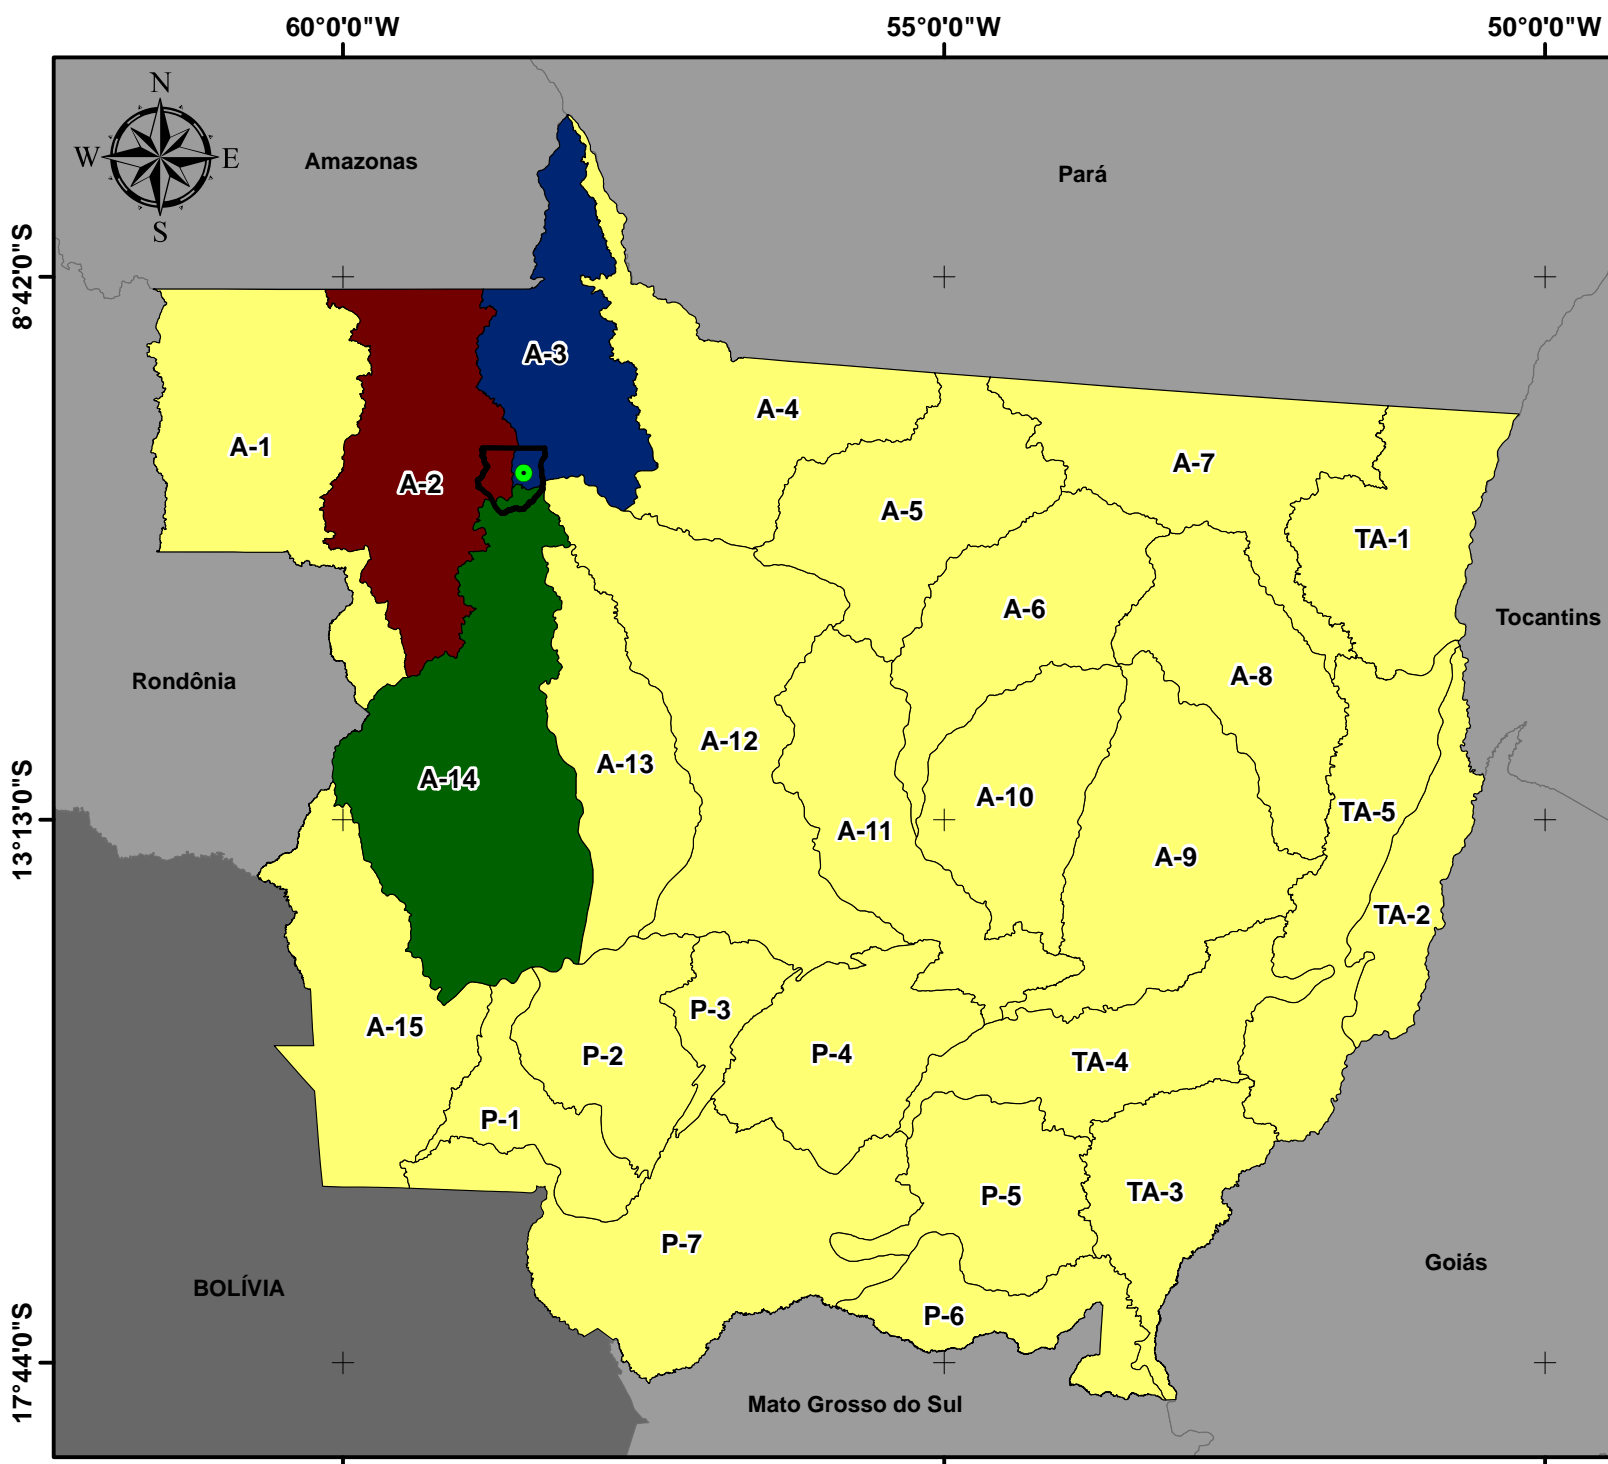 60°0'0"W 55°0'0"W 50°0'0"W
N
W E
S
Amazonas
Pará
8°42'0"S
A-3
A-4
A-1
A-7
A-2
A-5
TA-1
A-6
Tocantins
Rondônia
A-8
A-12
A-13
A-14
A-10
13°13'0"S
TA-5
A-11
A-9
TA-2
P-3
A-15
P-2
P-4
TA-4
P-1
P-5
TA-3
P-7
Goiás
BOLÍVIA
P-6
17°44'0"S
Mato Grosso do Sul